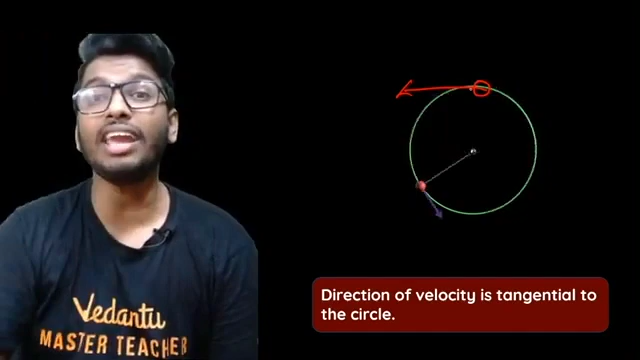 Vedantu
MASTER TEACHER
Direction of velocity is tangential to
the circle.